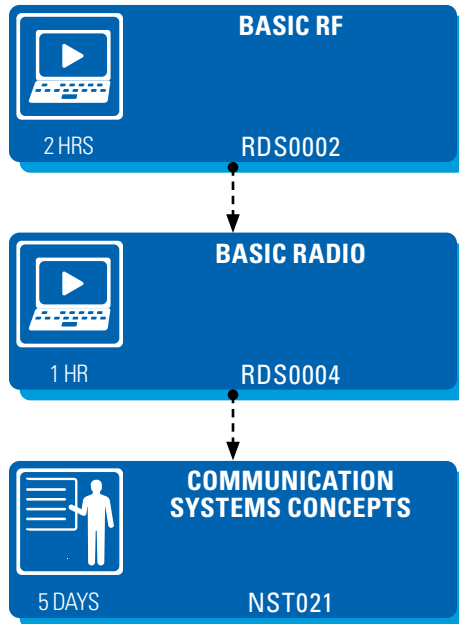 BASIC RF
2 HRS
RDS0002
BASIC RADIO
1 HR
RDS0004
COMMUNICATION
SYSTEMS CONCEPTS
5 DAYS
NST021